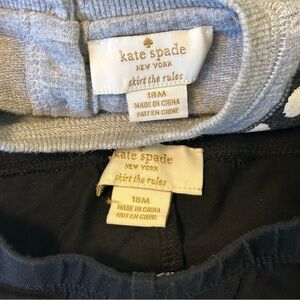 kate spade
NEW YORK
skirt the rules
18M
MADE IN CHINA
FAIT EN CHINE
kate spade
NEW YORK
skirt the rules
18M
MADE IN CHINA
FAIT EN CHINE